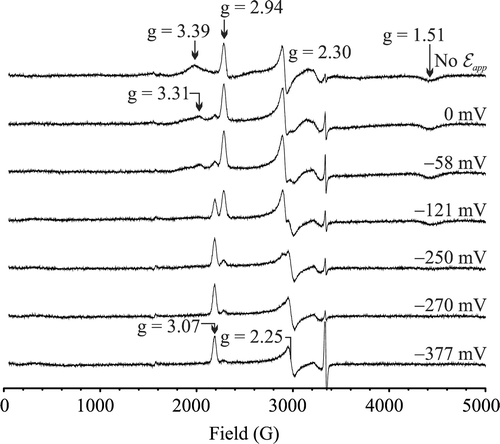 g = 2.94
g = 3.39
g = 1.51
g = 2.30
No ℰapp
g = 3.31
0 mV
−58 mV
−121 mV
−250 mV
−270 mV
g = 3.07
g = 2.25
−377 mV
0 1000 2000 3000 4000 5000
Field (G)